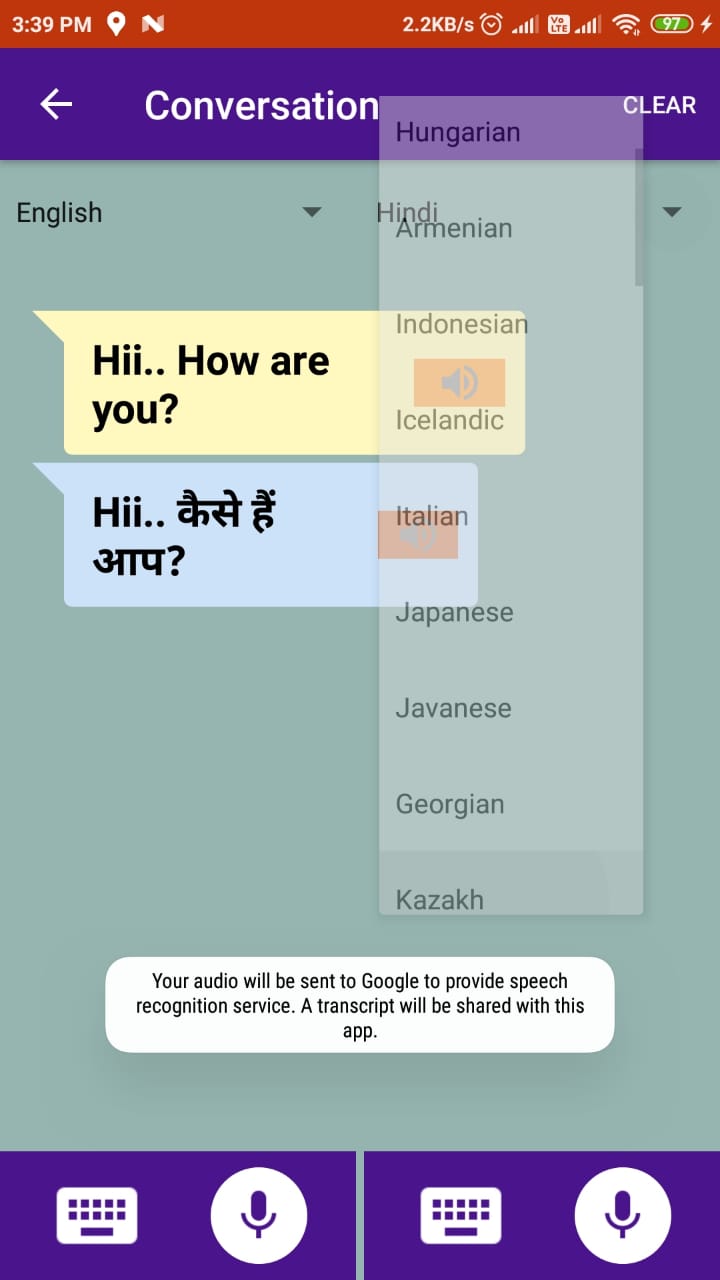 3:39 PM
2.2KB/s
Vo LTE
97
Conversation
CLEAR
English
Hindi
Hungarian
Armenian
Indonesian
Icelandic
Italian
Japanese
Javanese
Georgian
Kazakh
Hii.. How are
you?
Hii.. कैसे हैं
आप?
Your audio will be sent to Google to provide speech
recognition service. A transcript will be shared with this
app.